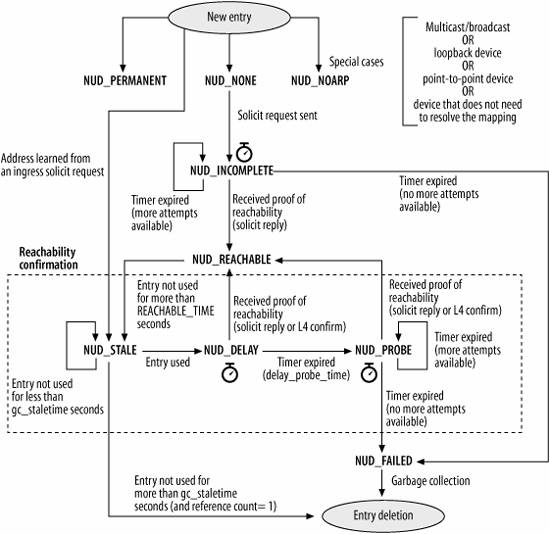 New entry
Multicast/broadcast
OR
loopback device
OR
point-to-point device
OR
device that does not need
to resolve the mapping
Special cases
NUD_PERMANENT
NUD_NONE
NUD_NOARP
Solicit request sent
Address learned from
an ingress solicit request
NUD_INCOMPLETE
Timer expired
(more attempts
available)
Received proof of
reachability
(solicit reply)
Timer expired
(no more attempts
available)
Reachability
confirmation
NUD_REACHABLE
Entry not used
for more than
REACHABLE_TIME
seconds
Received proof of
reachability
(solicit reply or L4 confirm)
Received proof of
reachability
(solicit reply or L4 confirm)
NUD_STALE
Entry used
NUD_DELAY
Timer expired
(delay_probe_time)
NUD_PROBE
Timer expired
(more attempts
available)
Entry not used
for less than
gc_staletime seconds
Timer expired
(no more attempts
available)
NUD_FAILED
Garbage collection
Entry not used for
more than gc_staletime
seconds (and reference count= 1)
Entry deletion